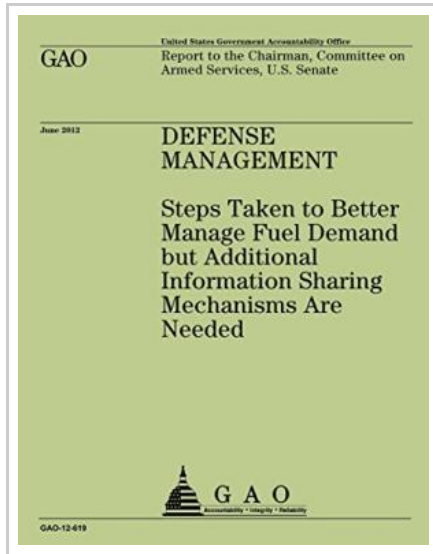 United States Government Accountability Office
GAO
Report to the Chairman, Committee on
Armed Services, U.S. Senate
June 2012
DEFENSE
MANAGEMENT
Steps Taken to Better
Manage Fuel Demand
but Additional
Information Sharing
Mechanisms Are
Needed
G A O
Accountability * Integrity * Reliability
GAO-12-619